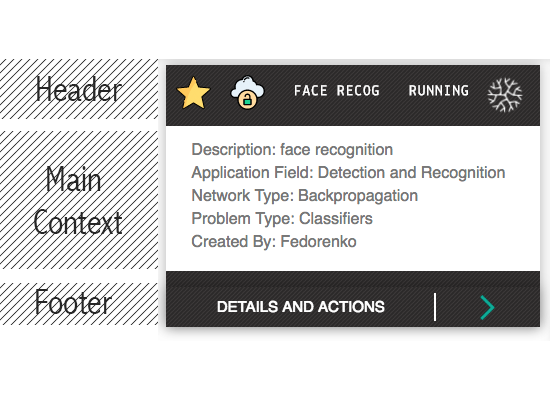 Header
FACE RECOG RUNNING
Main
Context
Description: face recognition
Application Field: Detection and Recognition
Network Type: Backpropagation
Problem Type: Classifiers
Created By: Fedorenko
Footer
DETAILS AND ACTIONS